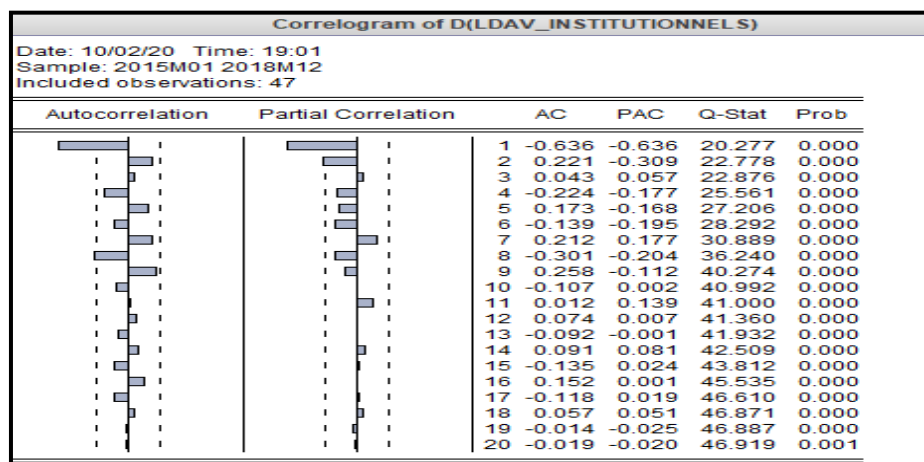 Correlogram of D(LDAV_INSTITUTIONNELS)
Date: 10/02/20 Time: 19:01
Sample: 2015M01 2018M12
Included observations: 47
Autocorrelation Partial Correlation AC PAC Q-Stat Prob
1 -0.636 -0.636 20.277 0.000
2 0.221 -0.309 22.778 0.000
3 0.043 0.057 22.876 0.000
4 -0.224 -0.177 25.561 0.000
5 0.173 -0.168 27.206 0.000
6 -0.139 -0.195 28.292 0.000
7 0.212 0.177 30.889 0.000
8 -0.301 -0.204 36.240 0.000
9 0.258 -0.112 40.274 0.000
10 -0.107 0.002 40.992 0.000
11 0.012 0.139 41.000 0.000
12 0.074 0.007 41.360 0.000
13 -0.092 -0.001 41.932 0.000
14 0.091 0.081 42.509 0.000
15 -0.135 0.024 43.812 0.000
16 0.152 0.001 45.535 0.000
17 -0.118 0.019 46.610 0.000
18 0.057 0.051 46.871 0.000
19 -0.014 -0.025 46.887 0.000
20 -0.019 -0.020 46.919 0.001